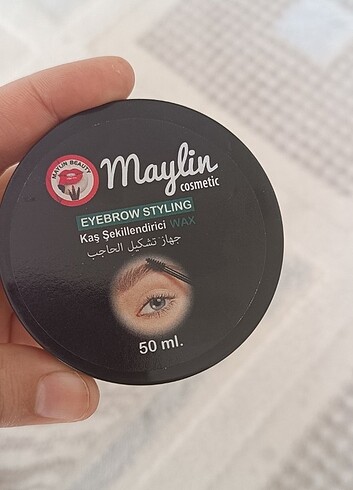 MAYLIN BEAUTY
Maylin
cosmetic
EYEBROW STYLING
Kaş Şekillendirici WAX
جهاز تشكيل الحاجب
50 ml.